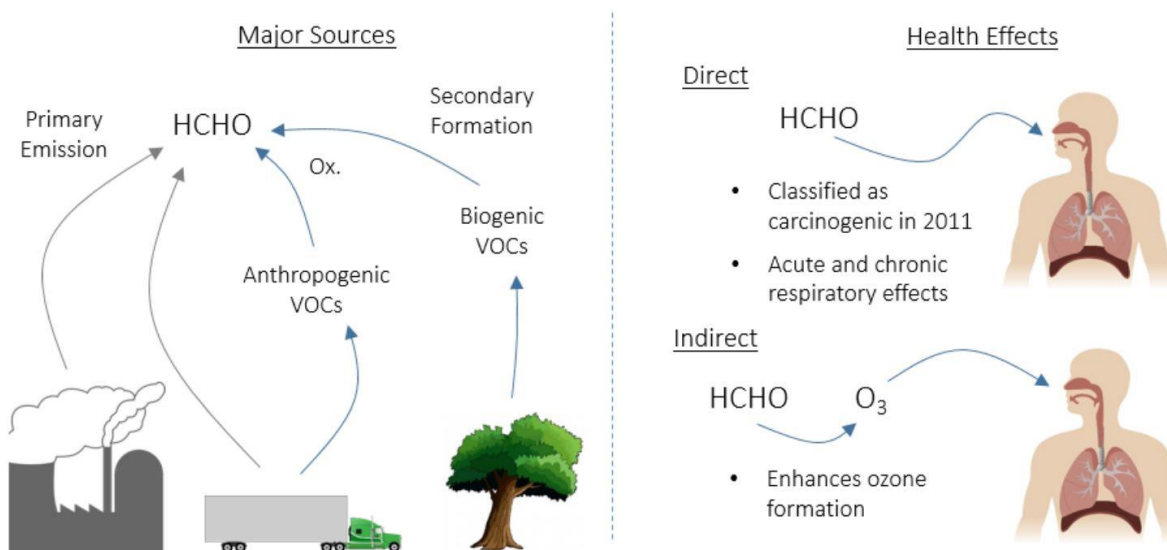 Major Sources
Primary
Emission
HCHO
Secondary
Formation
Ox.
Biogenic
VOCs
Anthropogenic
VOCs
Health Effects
Direct
HCHO
• Classified as
carcinogenic in 2011
• Acute and chronic
respiratory effects
Indirect
HCHO O₃
• Enhances ozone
formation